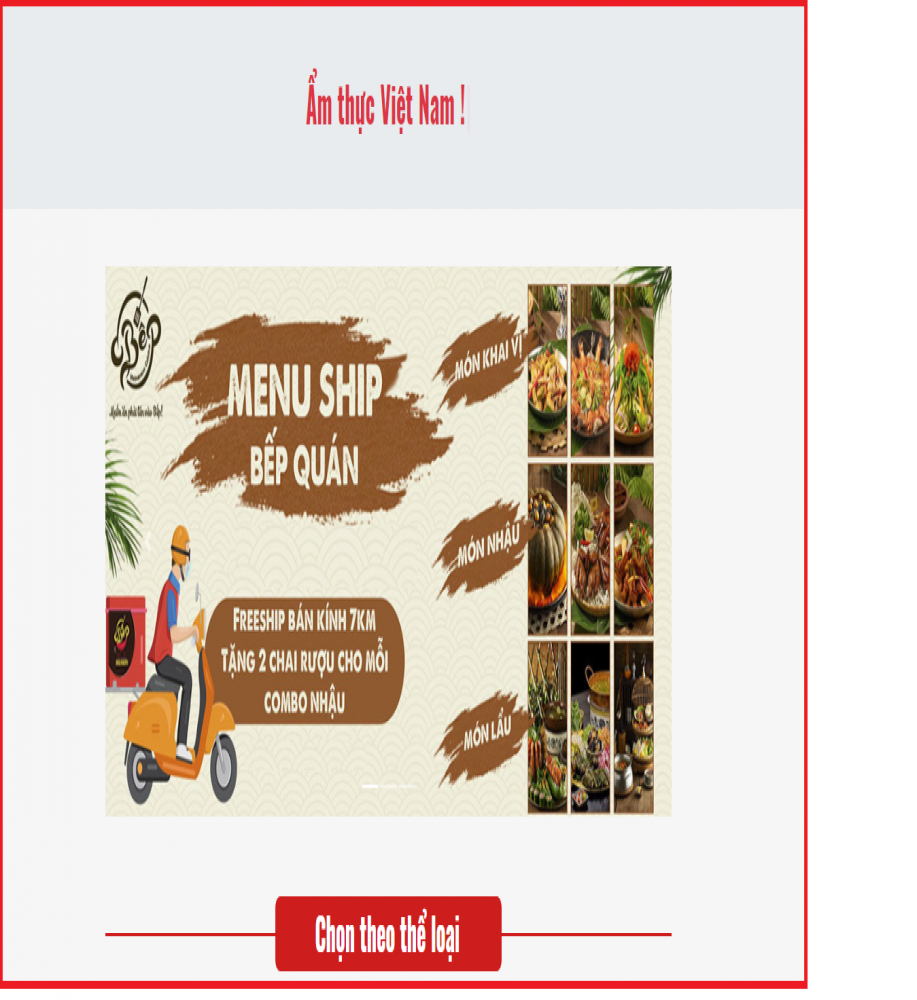 Ẩm thực Việt Nam !
Bếp
MENU SHIP
BẾP QUÁN
MÓN KHAI VỊ
MÓN NHẬU
FREESHIP BÁN KÍNH 7KM
TẶNG 2 CHAI RƯỢU CHO MỖI
COMBO NHẬU
MÓN LẨU
Chọn theo thể loại